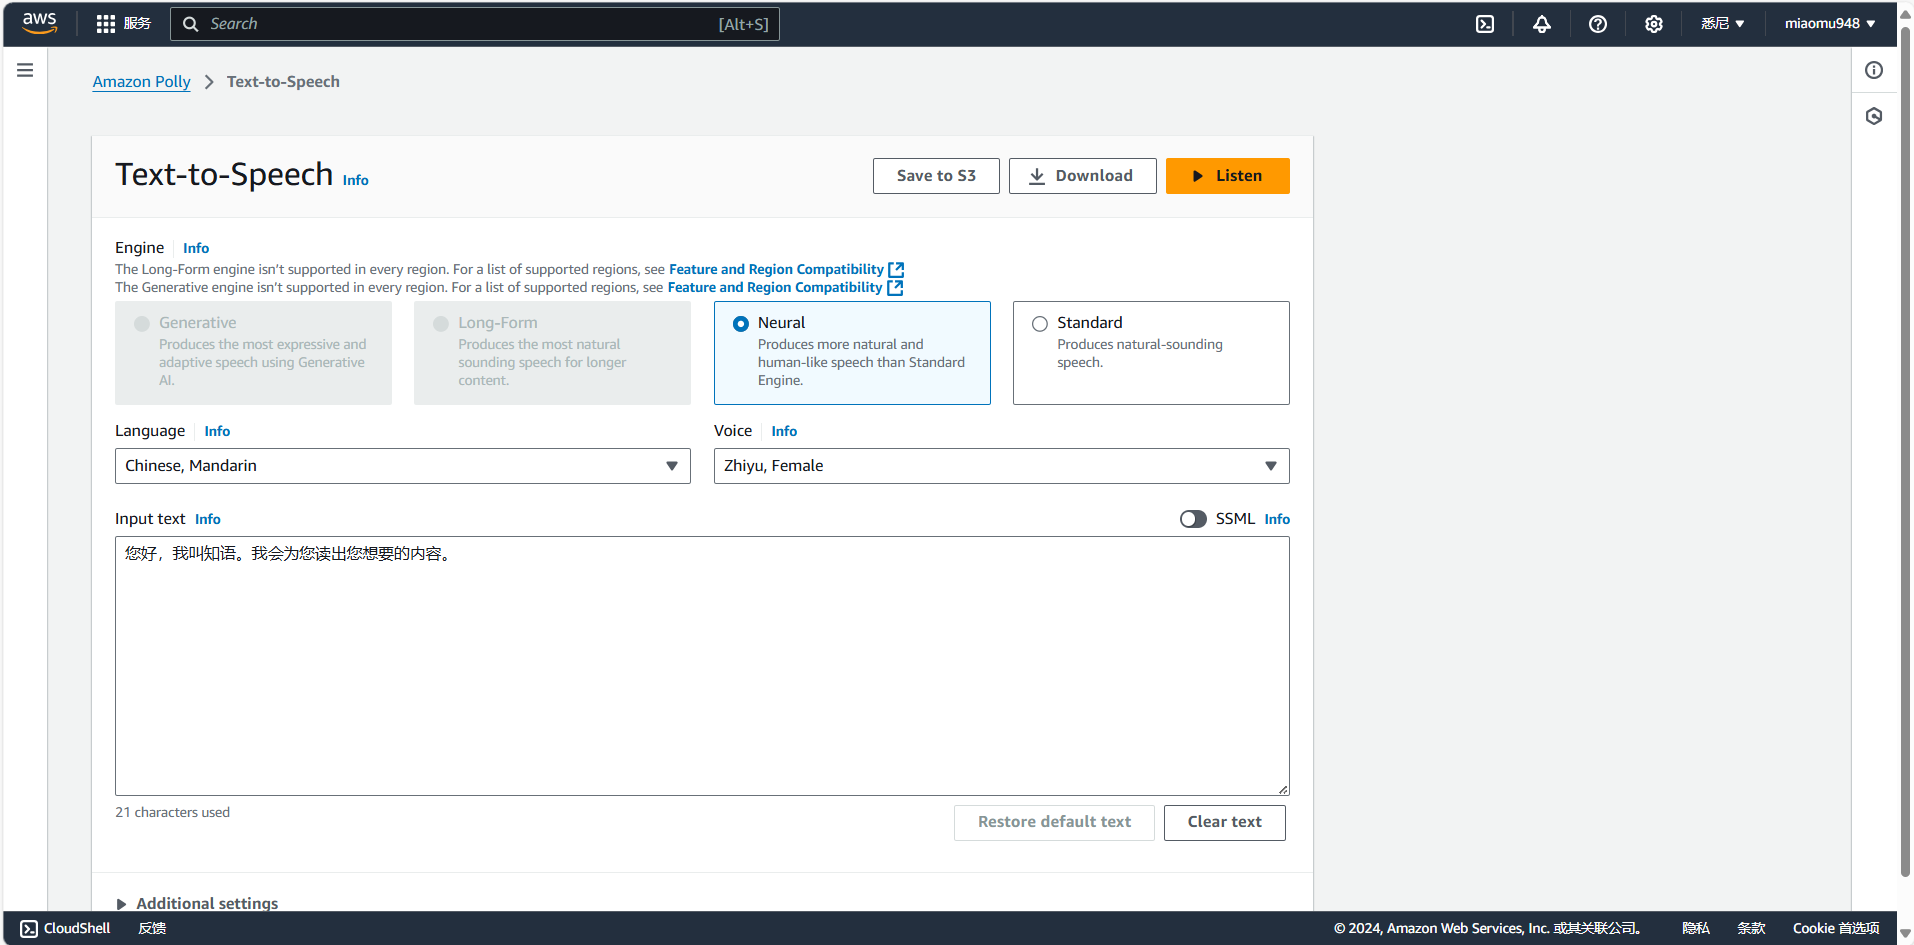 aws
服务
Search
[Alt+S]
悉尼
miaomu948
Amazon Polly
Text-to-Speech
Text-to-Speech Info
Save to S3
Download
Listen
Engine Info
The Long-Form engine isn't supported in every region. For a list of supported regions, see Feature and Region Compatibility
The Generative engine isn't supported in every region. For a list of supported regions, see Feature and Region Compatibility
Generative
Produces the most expressive and
adaptive speech using Generative
AI.
Long-Form
Produces the most natural
sounding speech for longer
content.
Neural
Produces more natural and
human-like speech than Standard
Engine.
Standard
Produces natural-sounding
speech.
Language Info
Chinese, Mandarin
Voice Info
Zhiyu, Female
Input text Info
SSML Info
您好，我叫知语。我会为您读出您想要的内容。
21 characters used
Restore default text
Clear text
Additional settings
CloudShell
反馈
© 2024, Amazon Web Services, Inc. 或其关联公司。
隐私
条款
Cookie 首选项